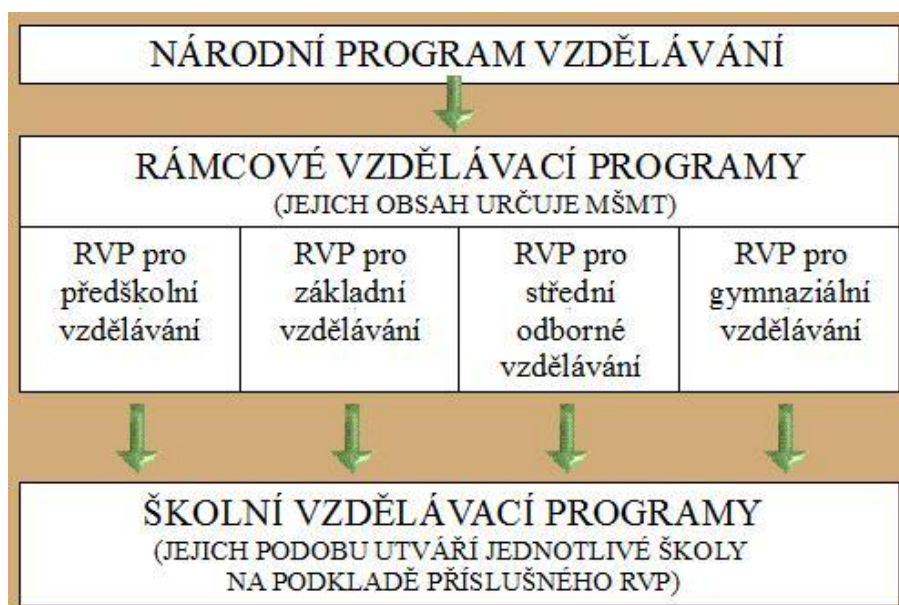 NÁRODNÍ PROGRAM VZDĚLÁVÁNÍ
RÁMCOVÉ VZDĚLÁVACÍ PROGRAMY
(JEJICH OBSAH URČUJE MŠMT)
RVP pro
předškolní
vzdělávání
RVP pro
základní
vzdělávání
RVP pro
střední
odborné
vzdělávání
RVP pro
gymnaziální
vzdělávání
ŠKOLNÍ VZDĚLÁVACÍ PROGRAMY
(JEJICH PODOBU UTVÁŘÍ JEDNOTLIVÉ ŠKOLY
NA PODKLADĚ PŘÍSLUŠNÉHO RVP)